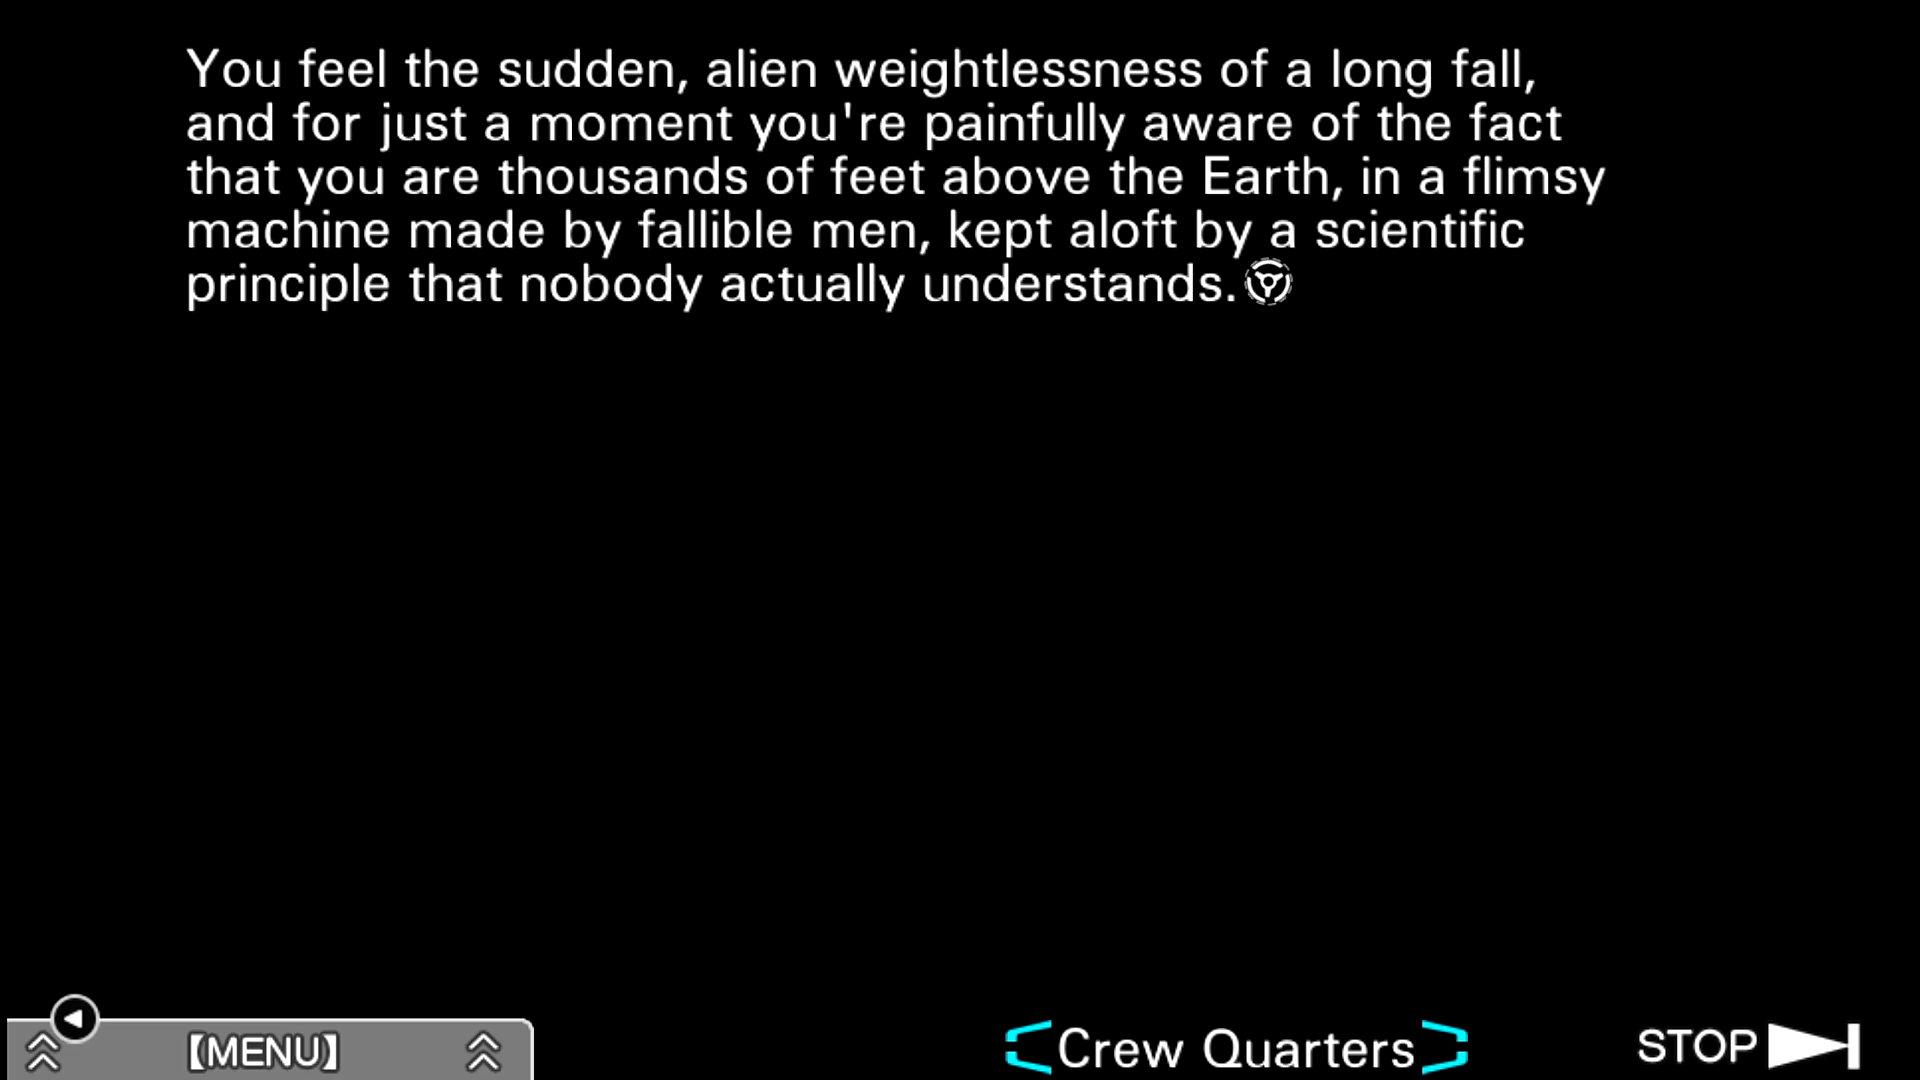 You feel the sudden, alien weightlessness of a long fall,
and for just a moment you're painfully aware of the fact
that you are thousands of feet above the Earth, in a flimsy
machine made by fallible men, kept aloft by a scientific
principle that nobody actually understands.
【MENU】
Crew Quarters
STOP